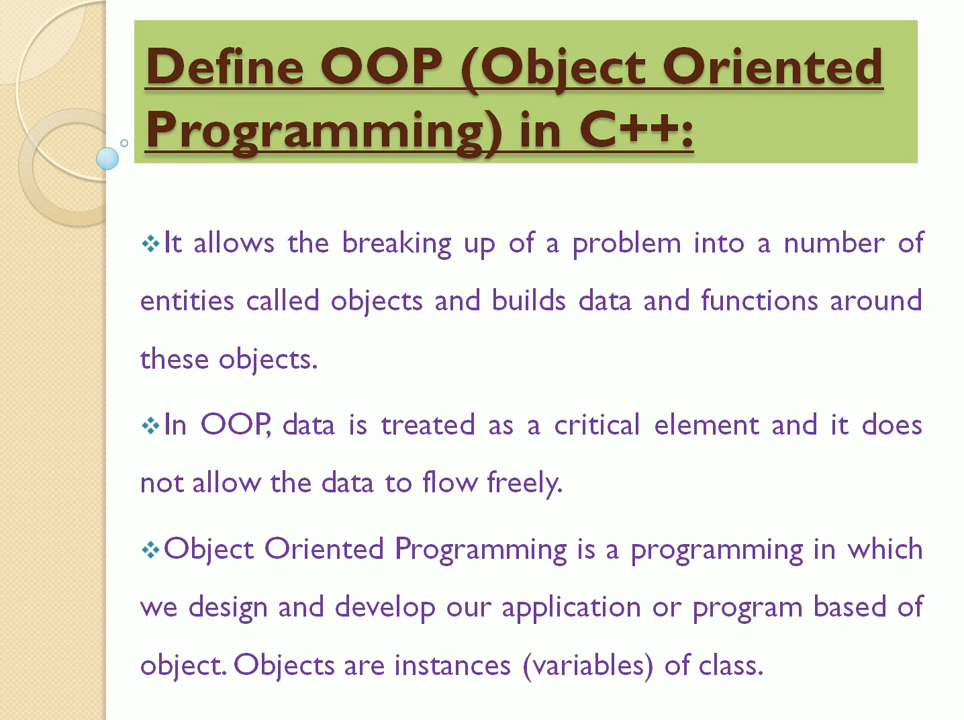 Define OOP (Object Oriented
Programming) in C++:
❖It allows the breaking up of a problem into a number of
entities called objects and builds data and functions around
these objects.
❖In OOP, data is treated as a critical element and it does
not allow the data to flow freely.
❖Object Oriented Programming is a programming in which
we design and develop our application or program based of
object. Objects are instances (variables) of class.